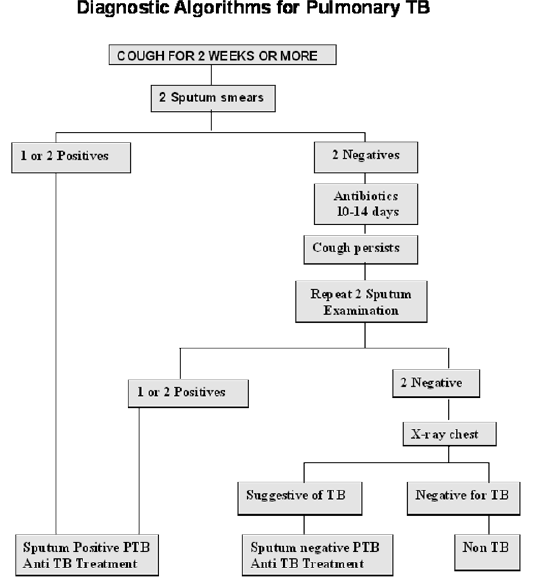 Diagnostic Algorithms for Pulmonary TB
COUGH FOR 2 WEEKS OR MORE
2 Sputum smears
1 or 2 Positives
2 Negatives
Antibiotics
10-14 days
Cough persists
Repeat 2 Sputum
Examination
1 or 2 Positives
2 Negative
X-ray chest
Suggestive of TB
Negative for TB
Sputum Positive PTB
Anti TB Treatment
Sputum negative PTB
Anti TB Treatment
Non TB